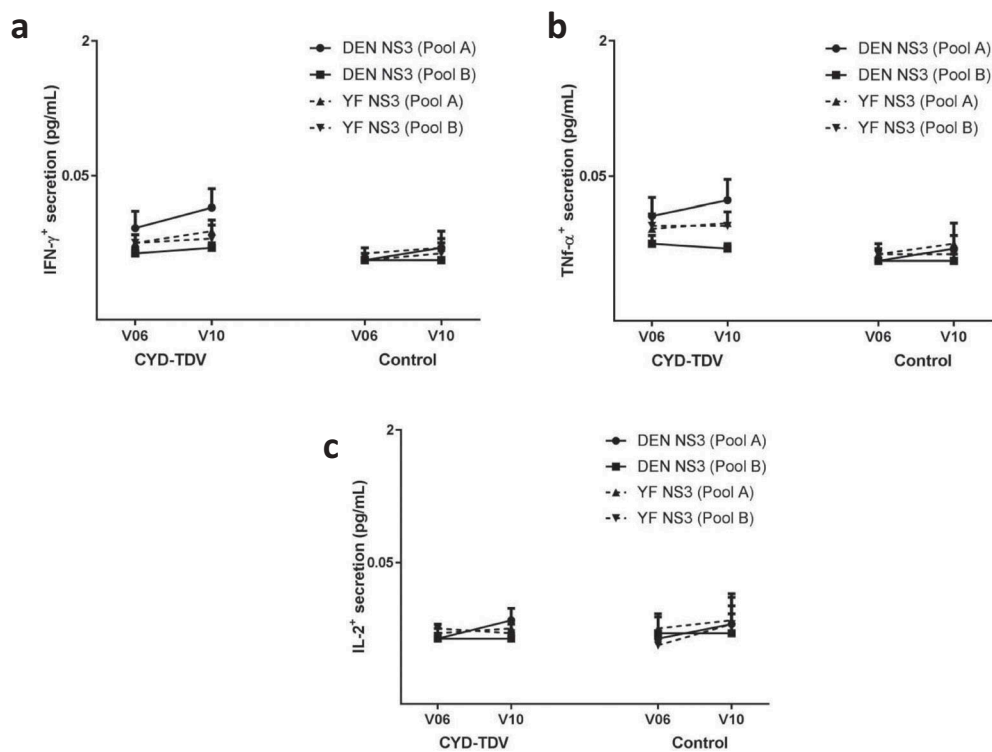 a
2
0.05
IFN-γ⁺ secretion (pg/mL)
DEN NS3 (Pool A)
DEN NS3 (Pool B)
YF NS3 (Pool A)
YF NS3 (Pool B)
V06 V10 V06 V10
CYD-TDV Control
b
2
0.05
TNf-α⁺ secretion (pg/mL)
DEN NS3 (Pool A)
DEN NS3 (Pool B)
YF NS3 (Pool A)
YF NS3 (Pool B)
V06 V10 V06 V10
CYD-TDV Control
c
2
0.05
IL-2⁺ secretion (pg/mL)
DEN NS3 (Pool A)
DEN NS3 (Pool B)
YF NS3 (Pool A)
YF NS3 (Pool B)
V06 V10 V06 V10
CYD-TDV Control